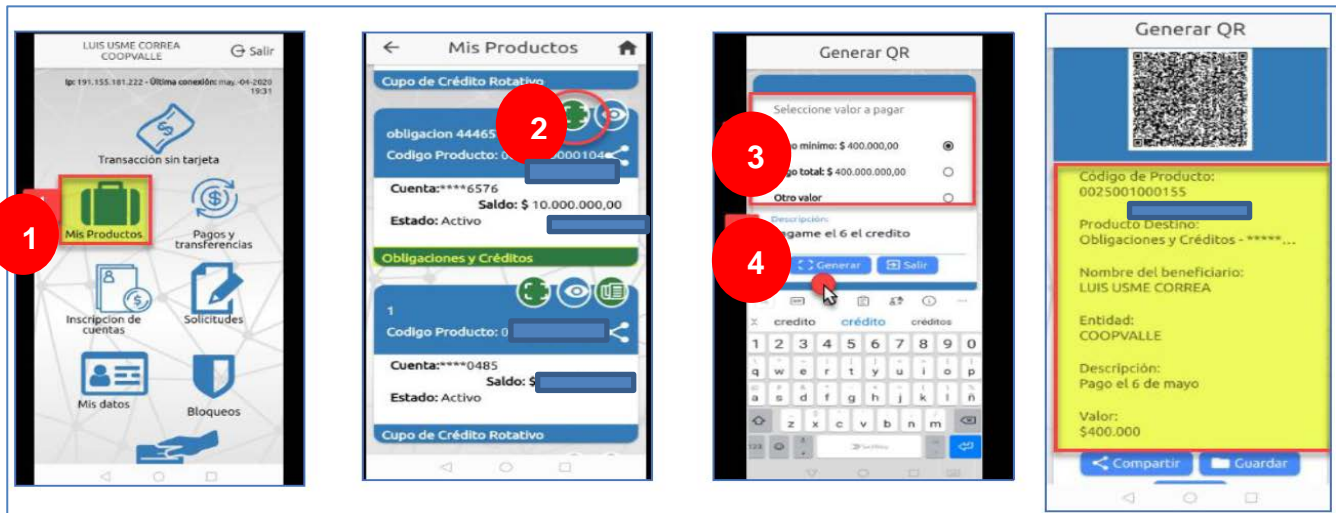 LUIS USME CORREA
COOPVALLE
Salir
Ip: 191.155.181.222 - Última conexión: may. -04-2020
19:31
Transacción sin tarjeta
1
Mis Productos
Pagos y
transferencias
Inscripcion de
cuentas
Solicitudes
Mis datos
Bloqueos
Mis Productos
Cupo de Crédito Rotativo
2
obligacion 44465
Codigo Producto: 0 000104
Cuenta:****6576
Saldo: $ 10.000.000,00
Estado: Activo
Obligaciones y Créditos
1
Codigo Producto: 0
Cuenta:****0485
Saldo: $
Estado: Activo
Cupo de Crédito Rotativo
Generar QR
Seleccione valor a pagar
3
o minimo: $ 400.000,00
go total: $ 400.000.000,00
Otro valor
Descripción:
game el 6 el credito
4
Generar Salir
credito crédito créditos
1 2 3 4 5 6 7 8 9 0
q w e r t y u i o p
a s d f g h j k l ñ
z x c v b n m
Generar QR
Código de Producto:
0025001000155
Producto Destino:
Obligaciones y Créditos - *****...
Nombre del beneficiario:
LUIS USME CORREA
Entidad:
COOPVALLE
Descripción:
Pago el 6 de mayo
Valor:
$400.000
Compartir Guardar